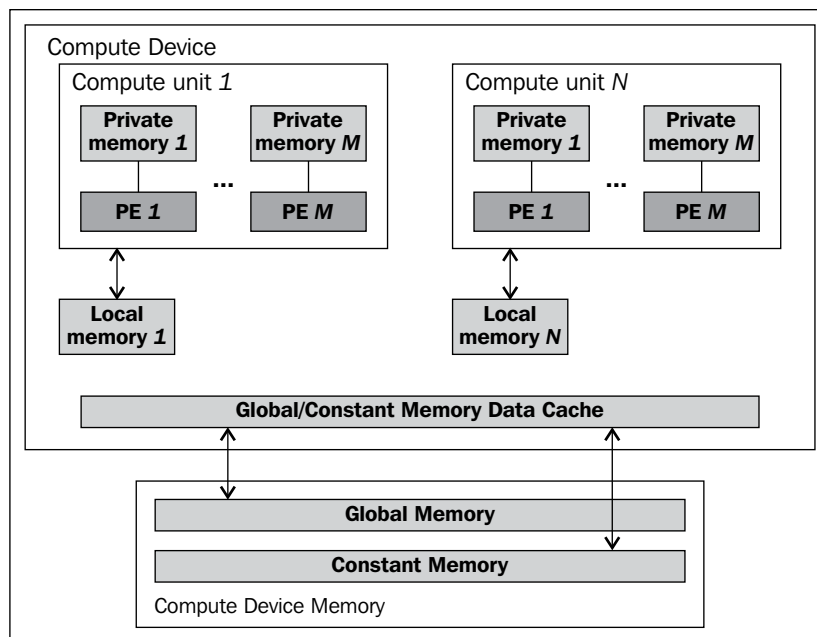 Compute Device
Compute unit 1
Private
memory 1
Private
memory M
...
PE 1
PE M
Compute unit N
Private
memory 1
Private
memory M
...
PE 1
PE M
Local
memory 1
Local
memory N
Global/Constant Memory Data Cache
Global Memory
Constant Memory
Compute Device Memory